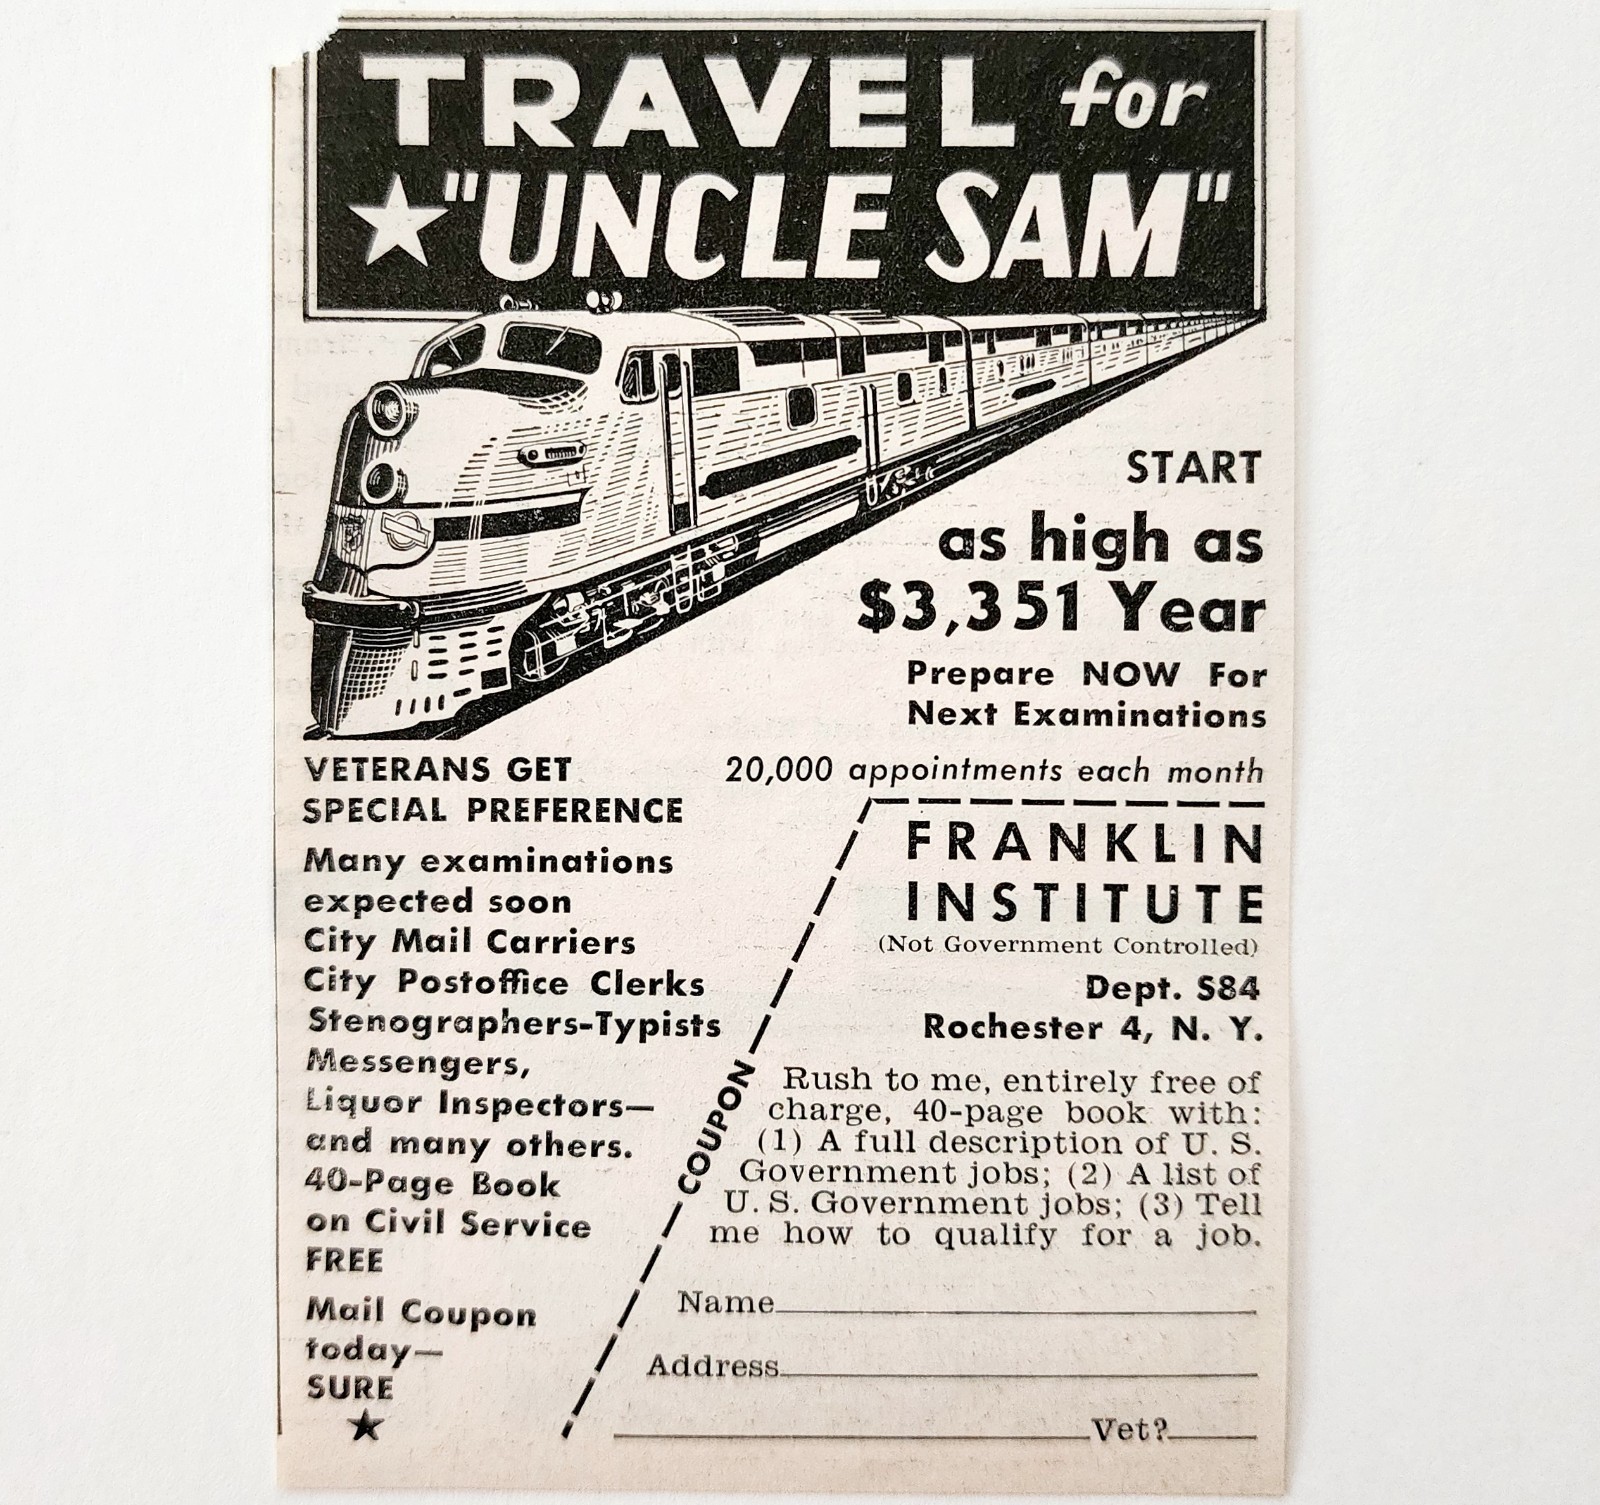 TRAVEL for
"UNCLE SAM"
START
as high as
$3,351 Year
Prepare NOW For
Next Examinations
20,000 appointments each month
VETERANS GET
SPECIAL PREFERENCE
Many examinations
expected soon
City Mail Carriers
City Postoffice Clerks
Stenographers-Typists
Messengers,
Liquor Inspectors—
and many others.
40-Page Book
on Civil Service
FREE
Mail Coupon
today—
SURE
COUPON
FRANKLIN
INSTITUTE
(Not Government Controlled)
Dept. S84
Rochester 4, N. Y.
Rush to me, entirely free of
charge, 40-page book with:
(1) A full description of U. S.
Government jobs; (2) A list of
U. S. Government jobs; (3) Tell
me how to qualify for a job.
Name
Address
Vet?